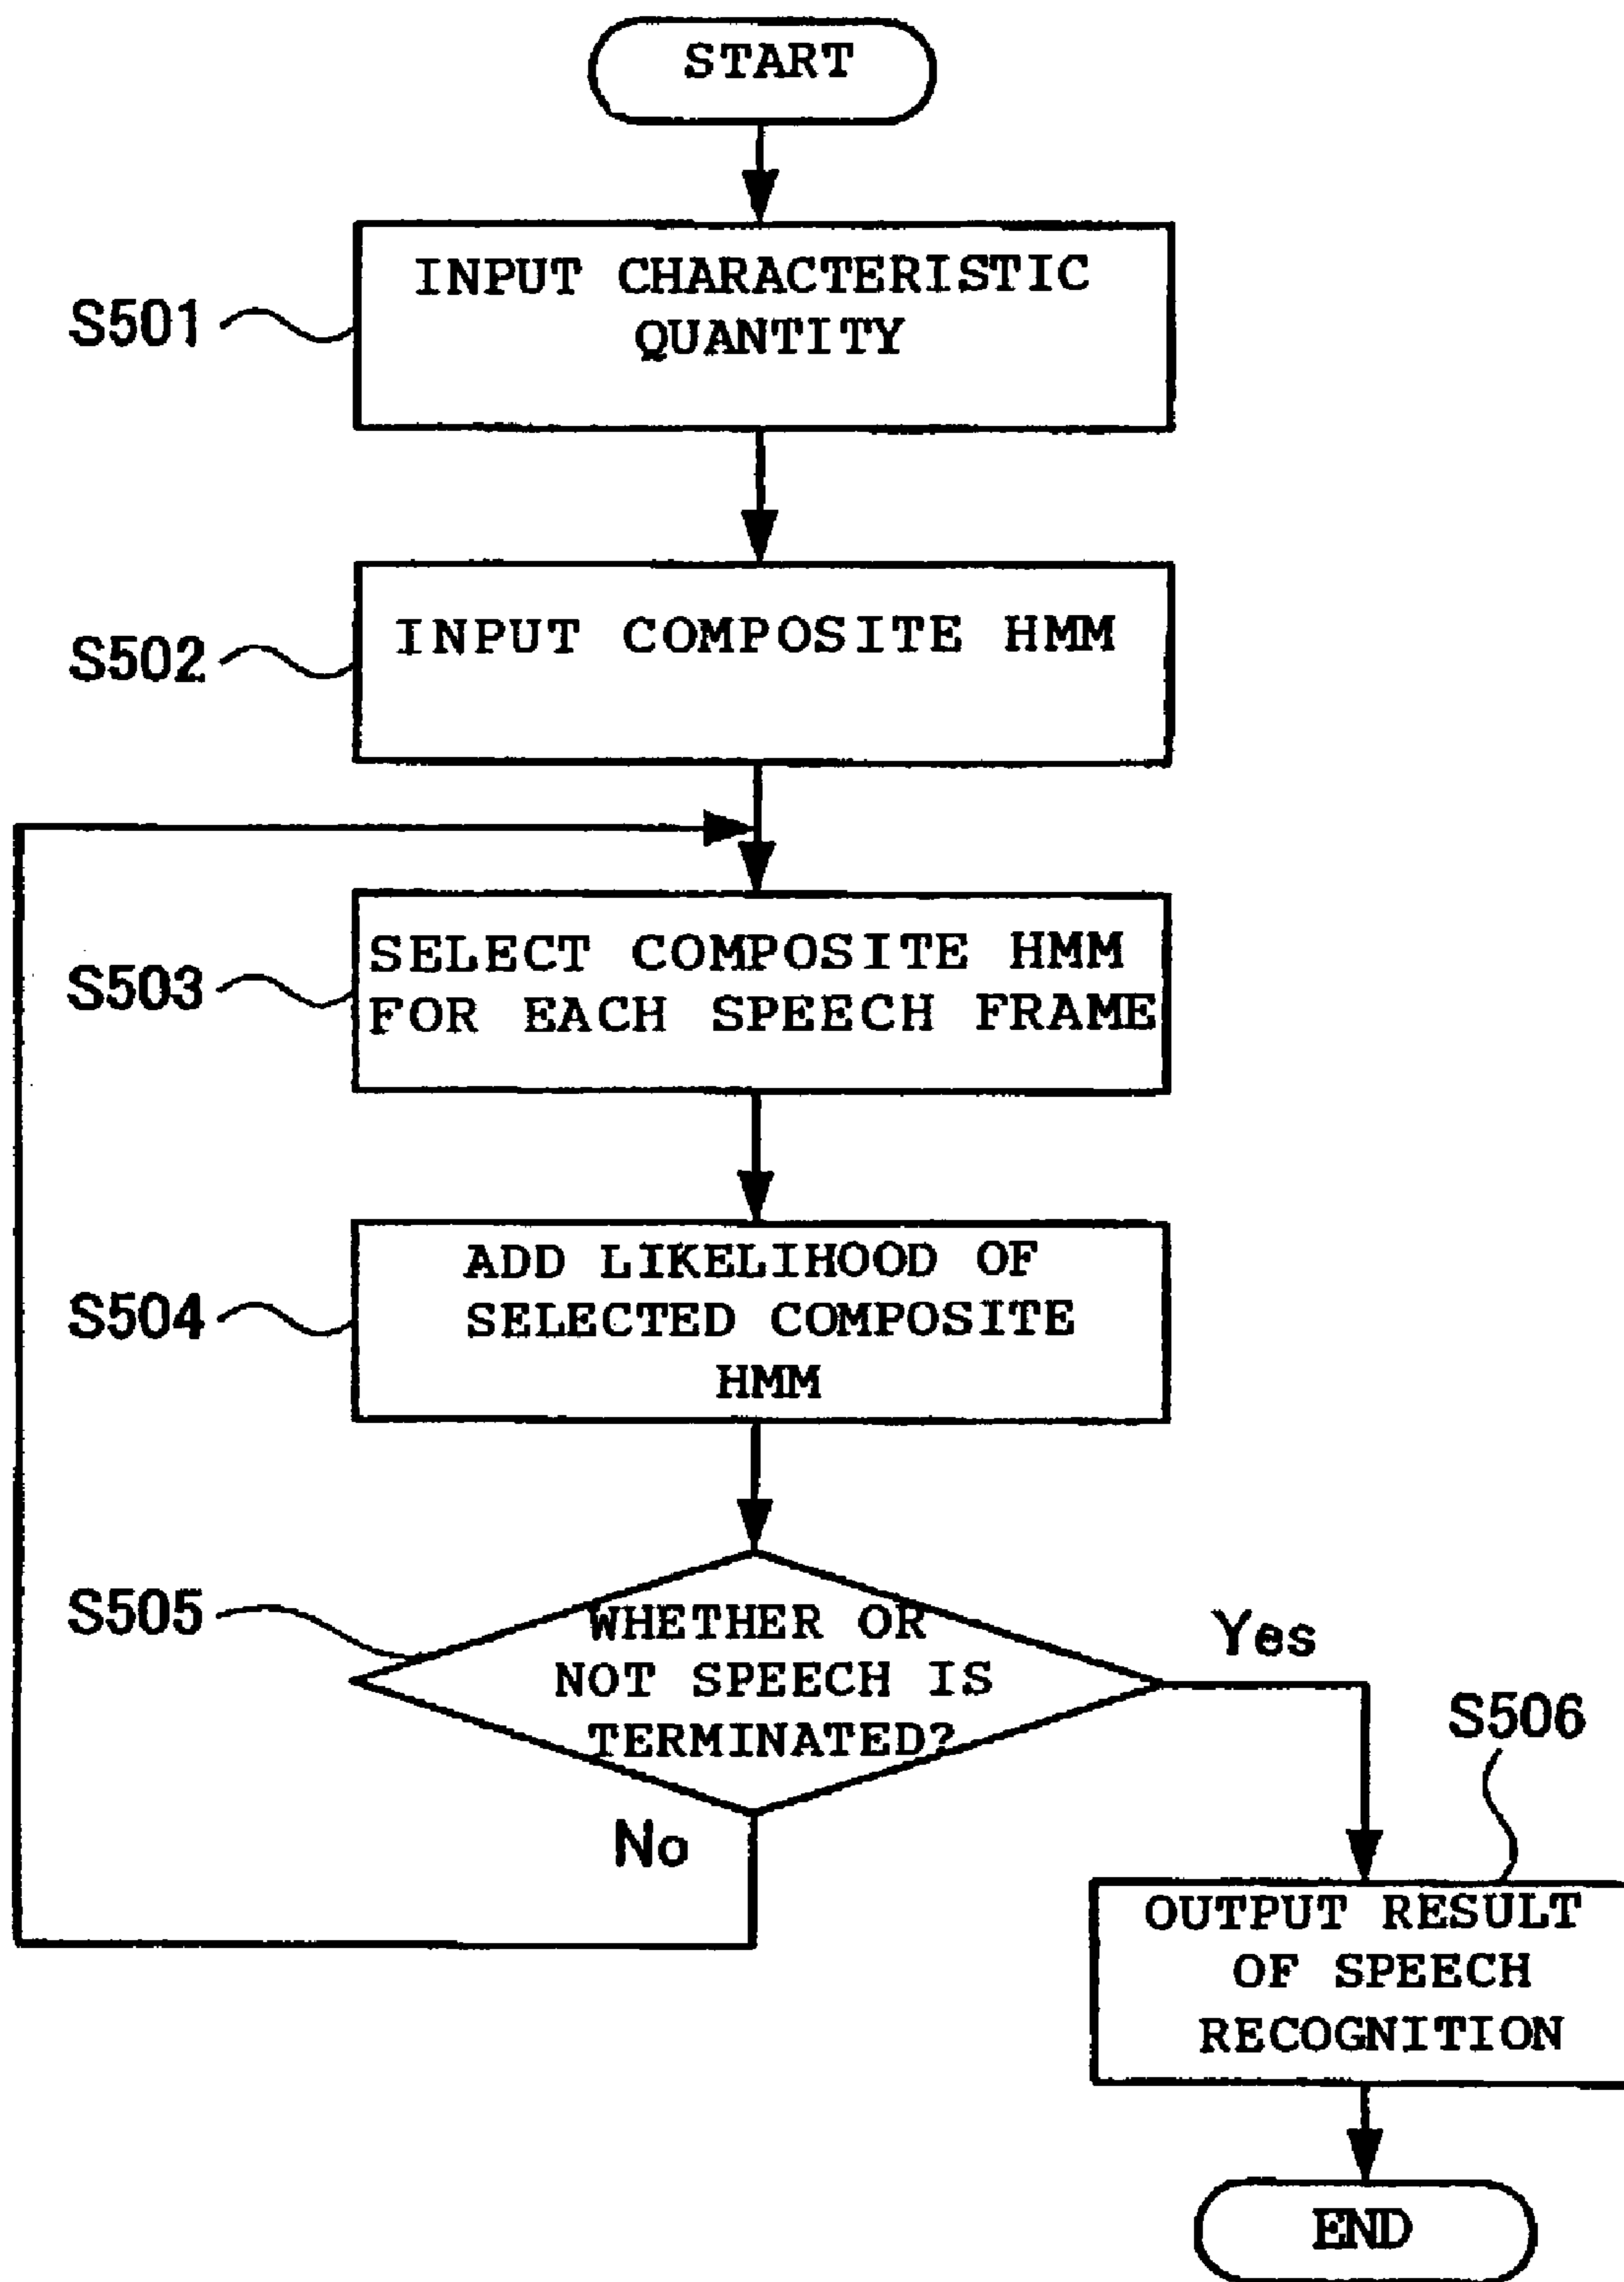 START
S501
INPUT CHARACTERISTIC
QUANTITY
S502
INPUT COMPOSITE HMM
S503
SELECT COMPOSITE HMM
FOR EACH SPEECH FRAME
S504
ADD LIKELIHOOD OF
SELECTED COMPOSITE
HMM
S505
WHETHER OR
NOT SPEECH IS
TERMINATED?
Yes
No
S506
OUTPUT RESULT
OF SPEECH
RECOGNITION
END